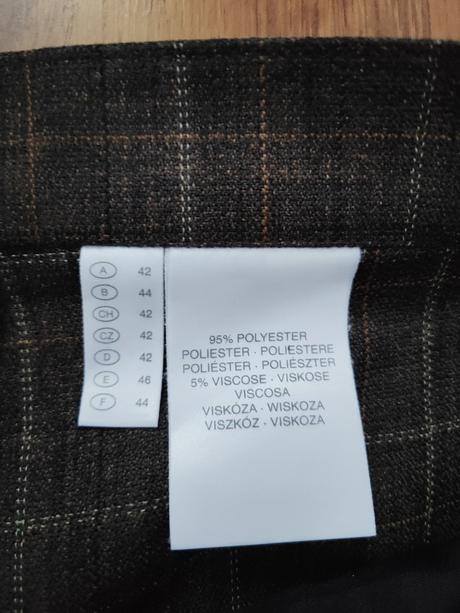 A 42
B 44
CH 42
CZ 42
D 42
E 46
F 44
95% POLYESTER
POLIESTER · POLIESTERE
POLIÉSTER · POLIÉSZTER
5% VISCOSE · VISKOSE
VISCOSA
VISKÓZA · WISKOZA
VISZKÓZ · VISKOZA